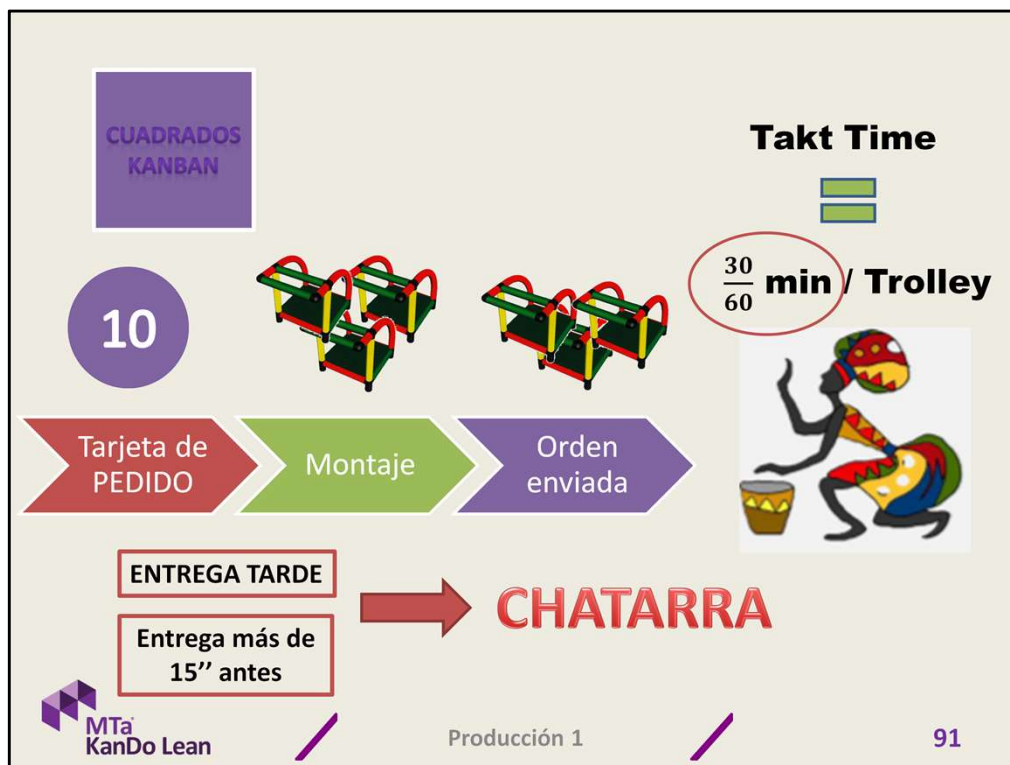 CUADRADOS
KANBAN
Takt Time
30
60
min / Trolley
10
Tarjeta de
PEDIDO
Montaje
Orden
enviada
ENTREGA TARDE
Entrega más de
15’’ antes
CHATARRA
MTa
KanDo Lean
Producción 1
91